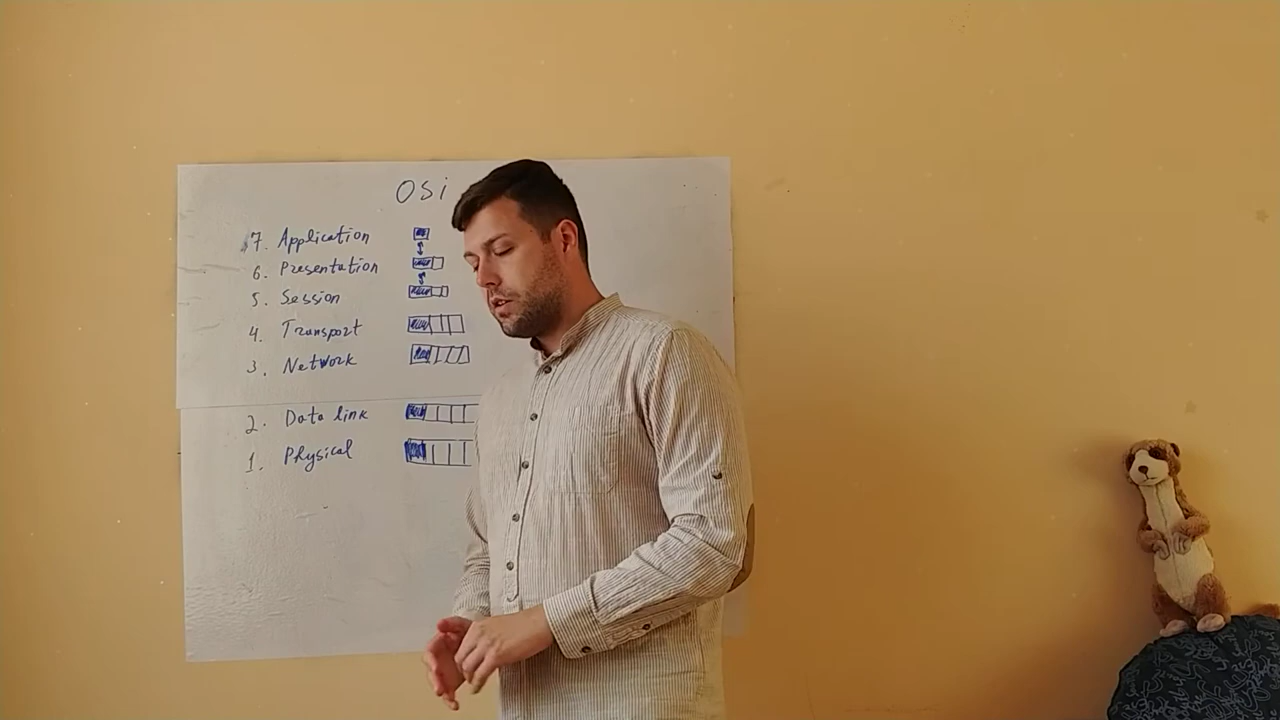 OSi
7. Application
6. Presentation
5. Session
4. Transport
3. Network
2. Data link
1. Physical